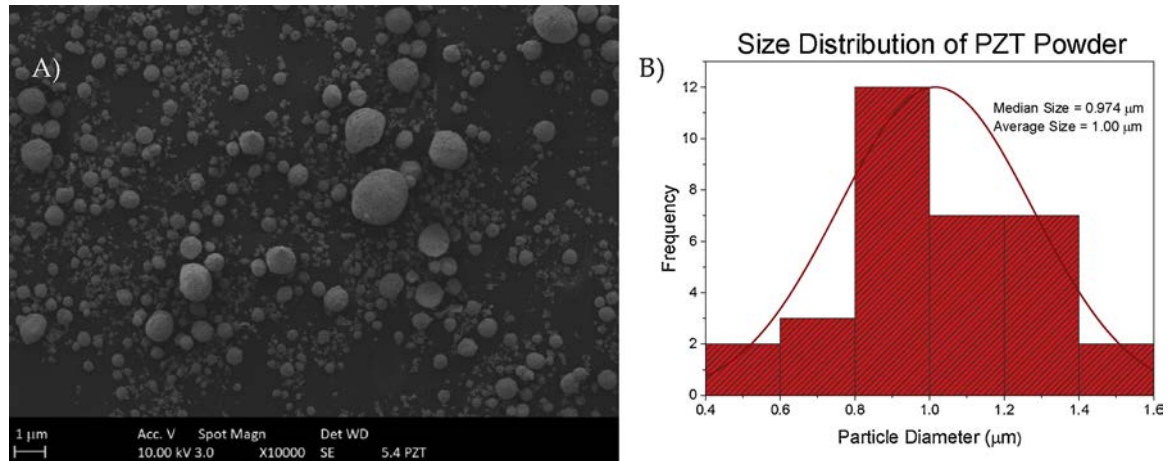 A)
1 μm
Acc. V Spot Magn Det WD
10.00 kV 3.0 X10000 SE 5.4 PZT
B)
Size Distribution of PZT Powder
Median Size = 0.974 μm
Average Size = 1.00 μm
Frequency
12
10
8
6
4
2
0
0.4 0.6 0.8 1.0 1.2 1.4 1.6
Particle Diameter (μm)